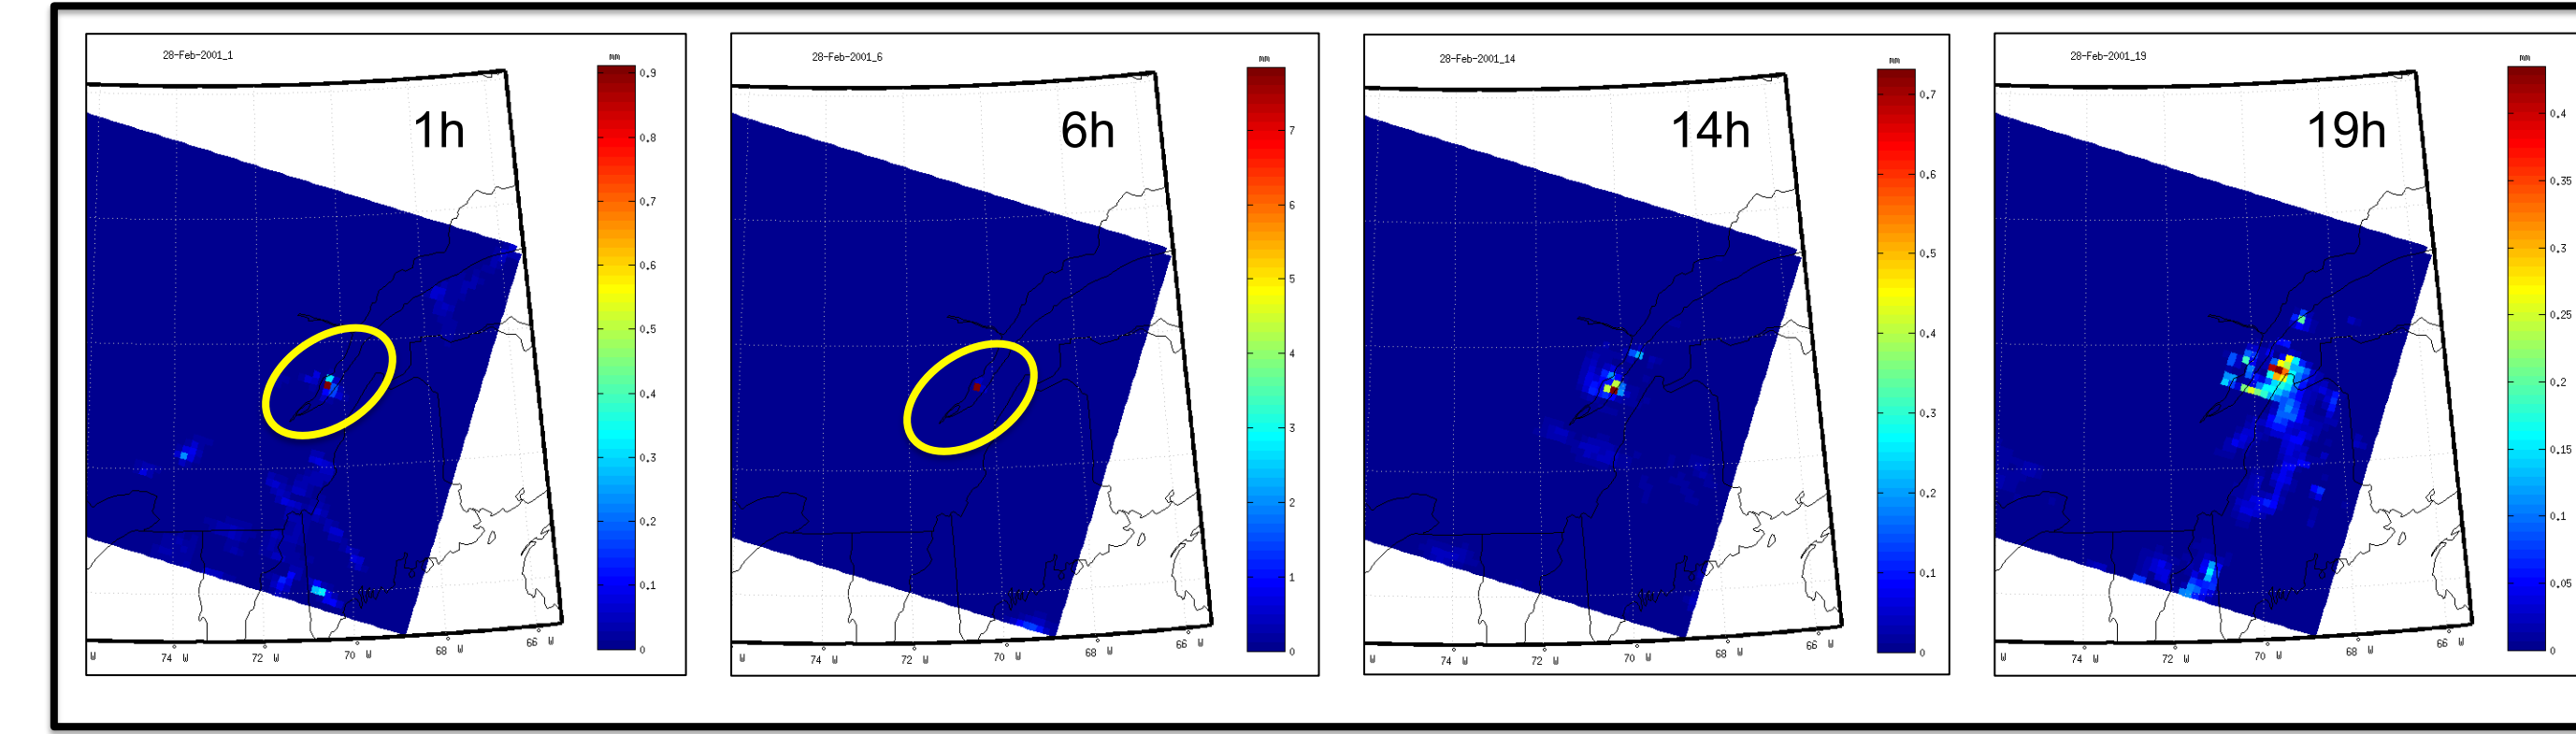 28-Feb-2001_1
mm
1h
0.9
0.8
0.7
0.6
0.5
0.4
0.3
0.2
0.1
0
W
74 W
72 W
70 W
68 W
66 W
28-Feb-2001_6
mm
6h
7
6
5
4
3
2
1
0
W
74 W
72 W
70 W
68 W
66 W
28-Feb-2001_14
mm
14h
0.7
0.6
0.5
0.4
0.3
0.2
0.1
0
W
74 W
72 W
70 W
68 W
66 W
28-Feb-2001_19
mm
19h
0.4
0.35
0.3
0.25
0.2
0.15
0.1
0.05
0
W
74 W
72 W
70 W
68 W
66 W